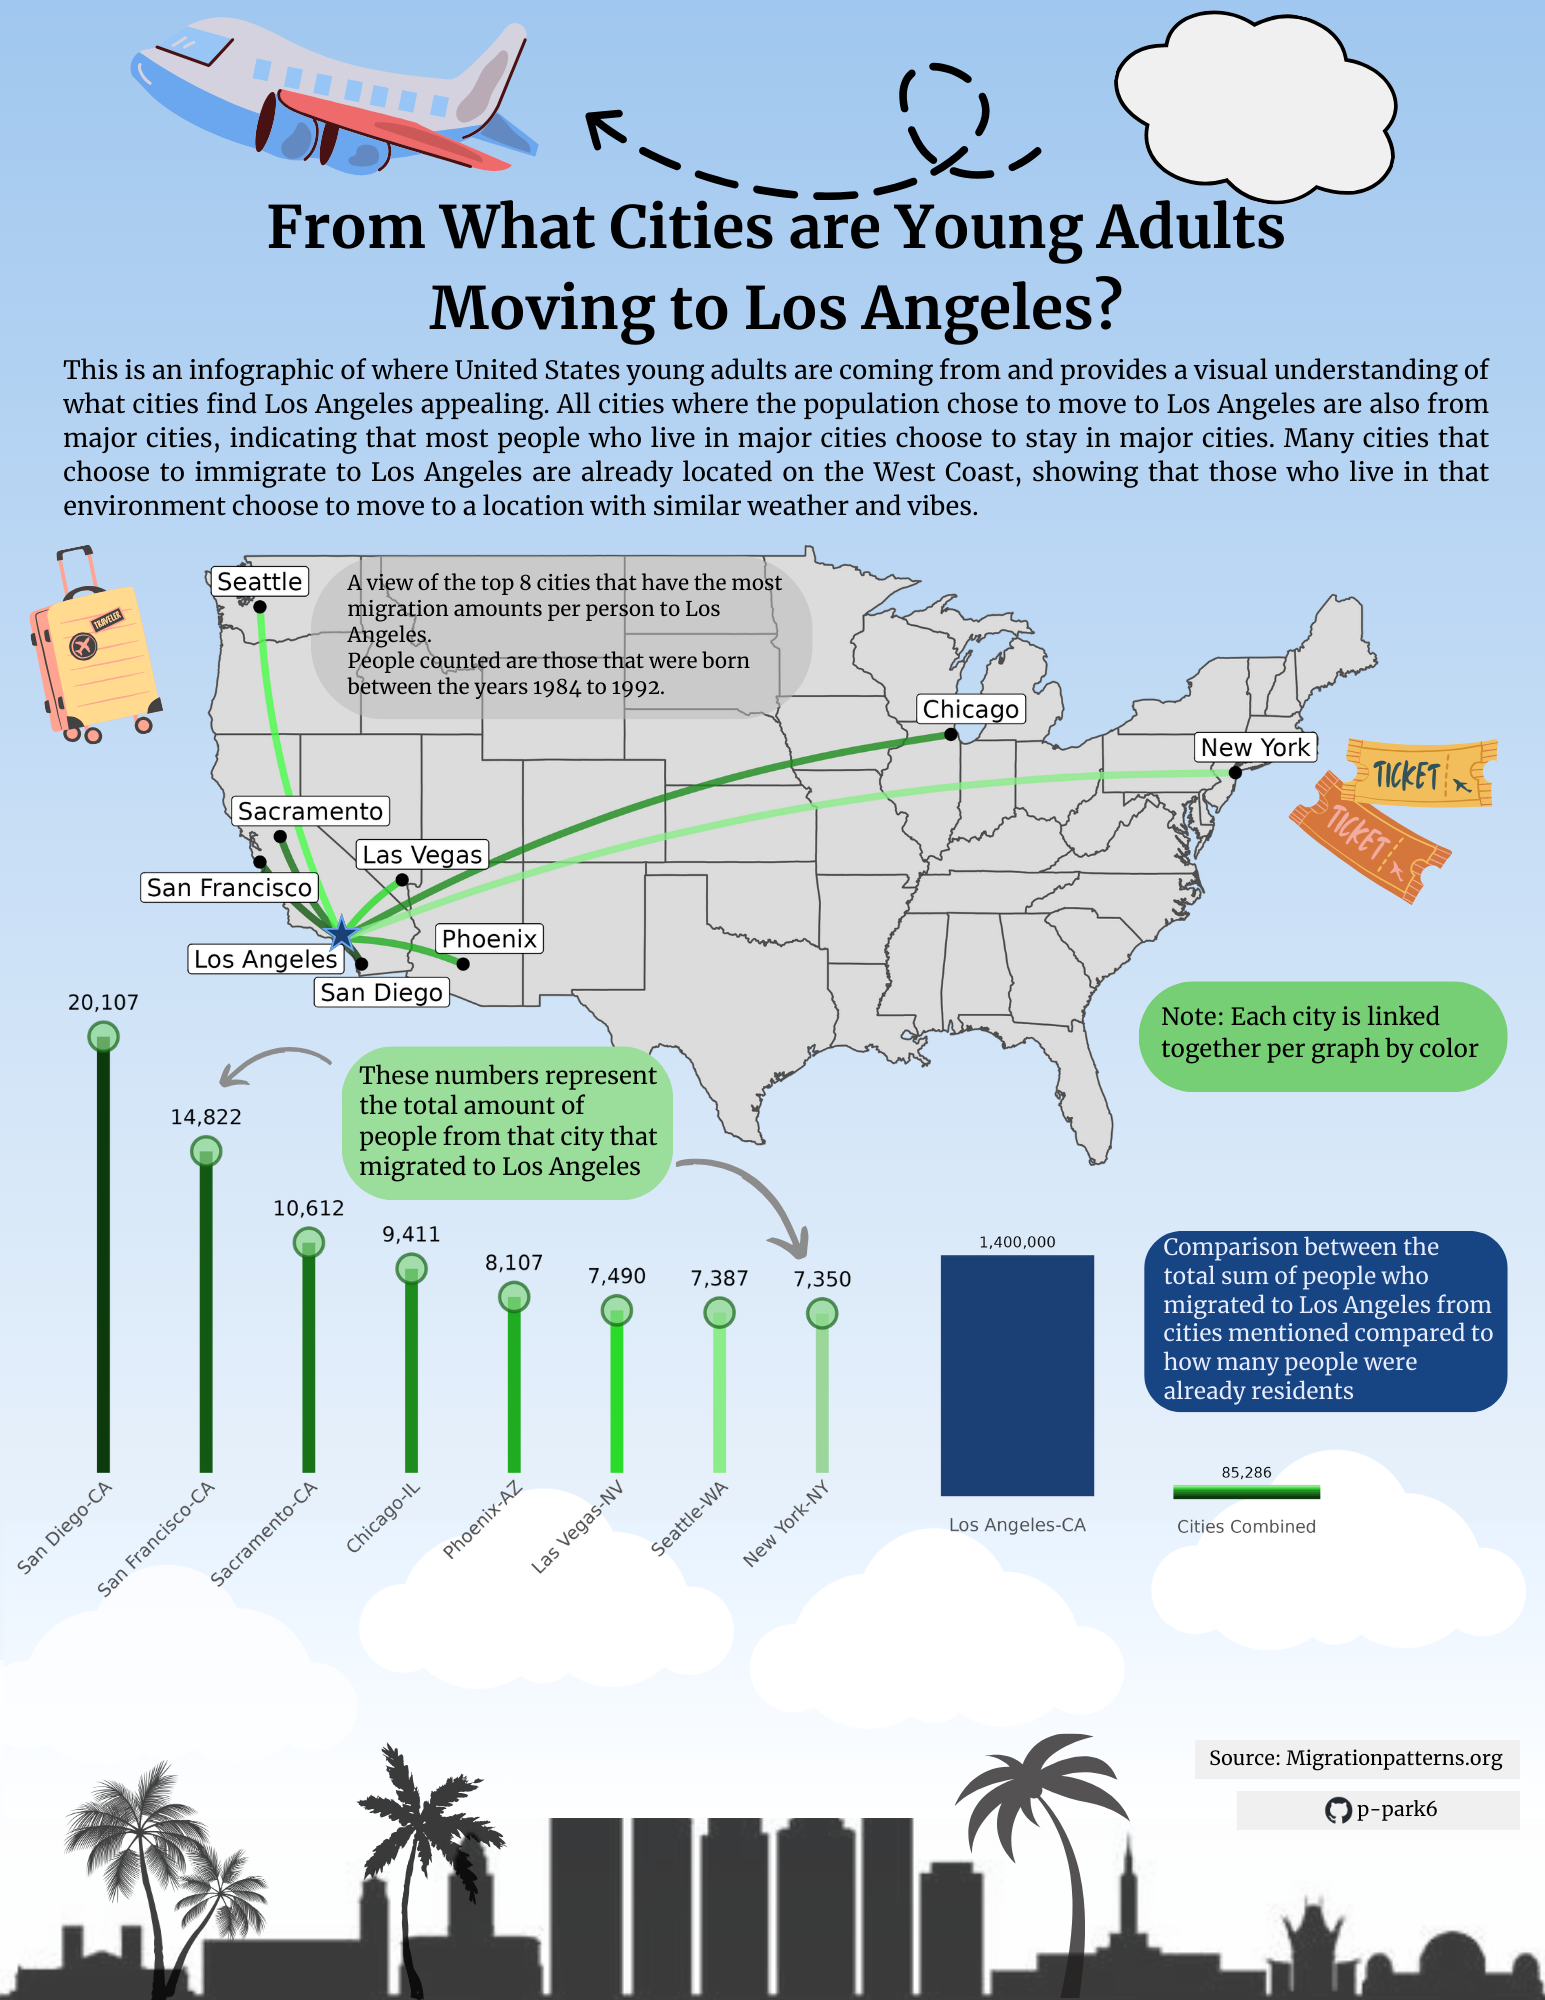 From What Cities are Young Adults
Moving to Los Angeles?
This is an infographic of where United States young adults are coming from and provides a visual understanding of
what cities find Los Angeles appealing. All cities where the population chose to move to Los Angeles are also from
major cities, indicating that most people who live in major cities choose to stay in major cities. Many cities that
choose to immigrate to Los Angeles are already located on the West Coast, showing that those who live in that
environment choose to move to a location with similar weather and vibes.
TRAVELER
Seattle
A view of the top 8 cities that have the most
migration amounts per person to Los
Angeles.
People counted are those that were born
between the years 1984 to 1992.
Chicago
New York
TICKET
TICKET
Sacramento
Las Vegas
San Francisco
Phoenix
Los Angeles
San Diego
Note: Each city is linked
together per graph by color
These numbers represent
the total amount of
people from that city that
migrated to Los Angeles
20,107
14,822
10,612
9,411
8,107
7,490
7,387
7,350
San Diego-CA
San Francisco-CA
Sacramento-CA
Chicago-IL
Phoenix-AZ
Las Vegas-NV
Seattle-WA
New York-NY
1,400,000
Los Angeles-CA
Comparison between the
total sum of people who
migrated to Los Angeles from
cities mentioned compared to
how many people were
already residents
85,286
Cities Combined
Source: Migrationpatterns.org
p-park6